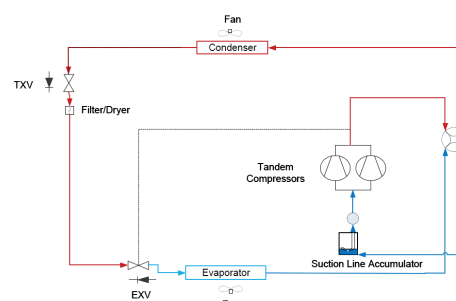 Fan
Condenser
TXV
Filter/Dryer
Tandem
Compressors
Suction Line Accumulator
Evaporator
EXV